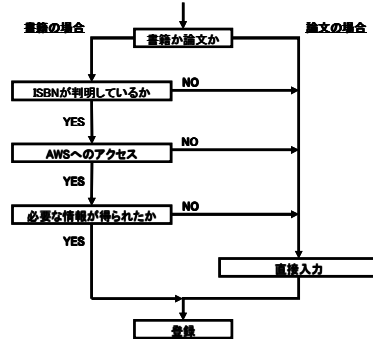 書籍の場合
論文の場合
書籍か論文か
ISBNが判明しているか
NO
YES
AWSへのアクセス
NO
YES
必要な情報が得られたか
NO
YES
直接入力
登録